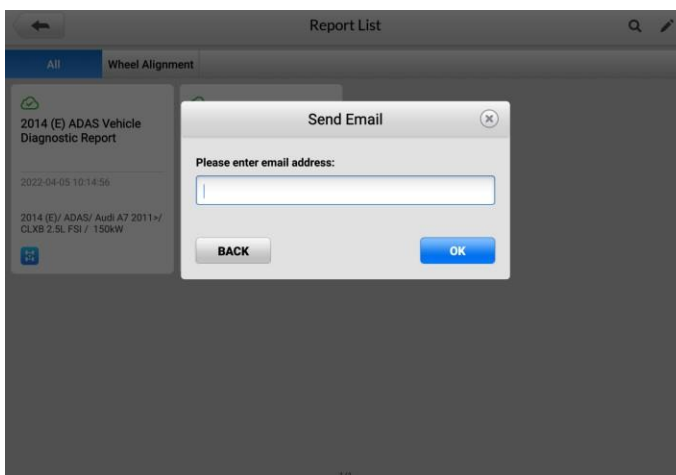 Report List
All
Wheel Alignment
2014 (E) ADAS Vehicle
Diagnostic Report
2022-04-05 10:14:56
2014 (E)/ ADAS/ Audi A7 2011>/
CLXB 2.5L FSI / 150kW
Send Email
Please enter email address:
BACK
OK